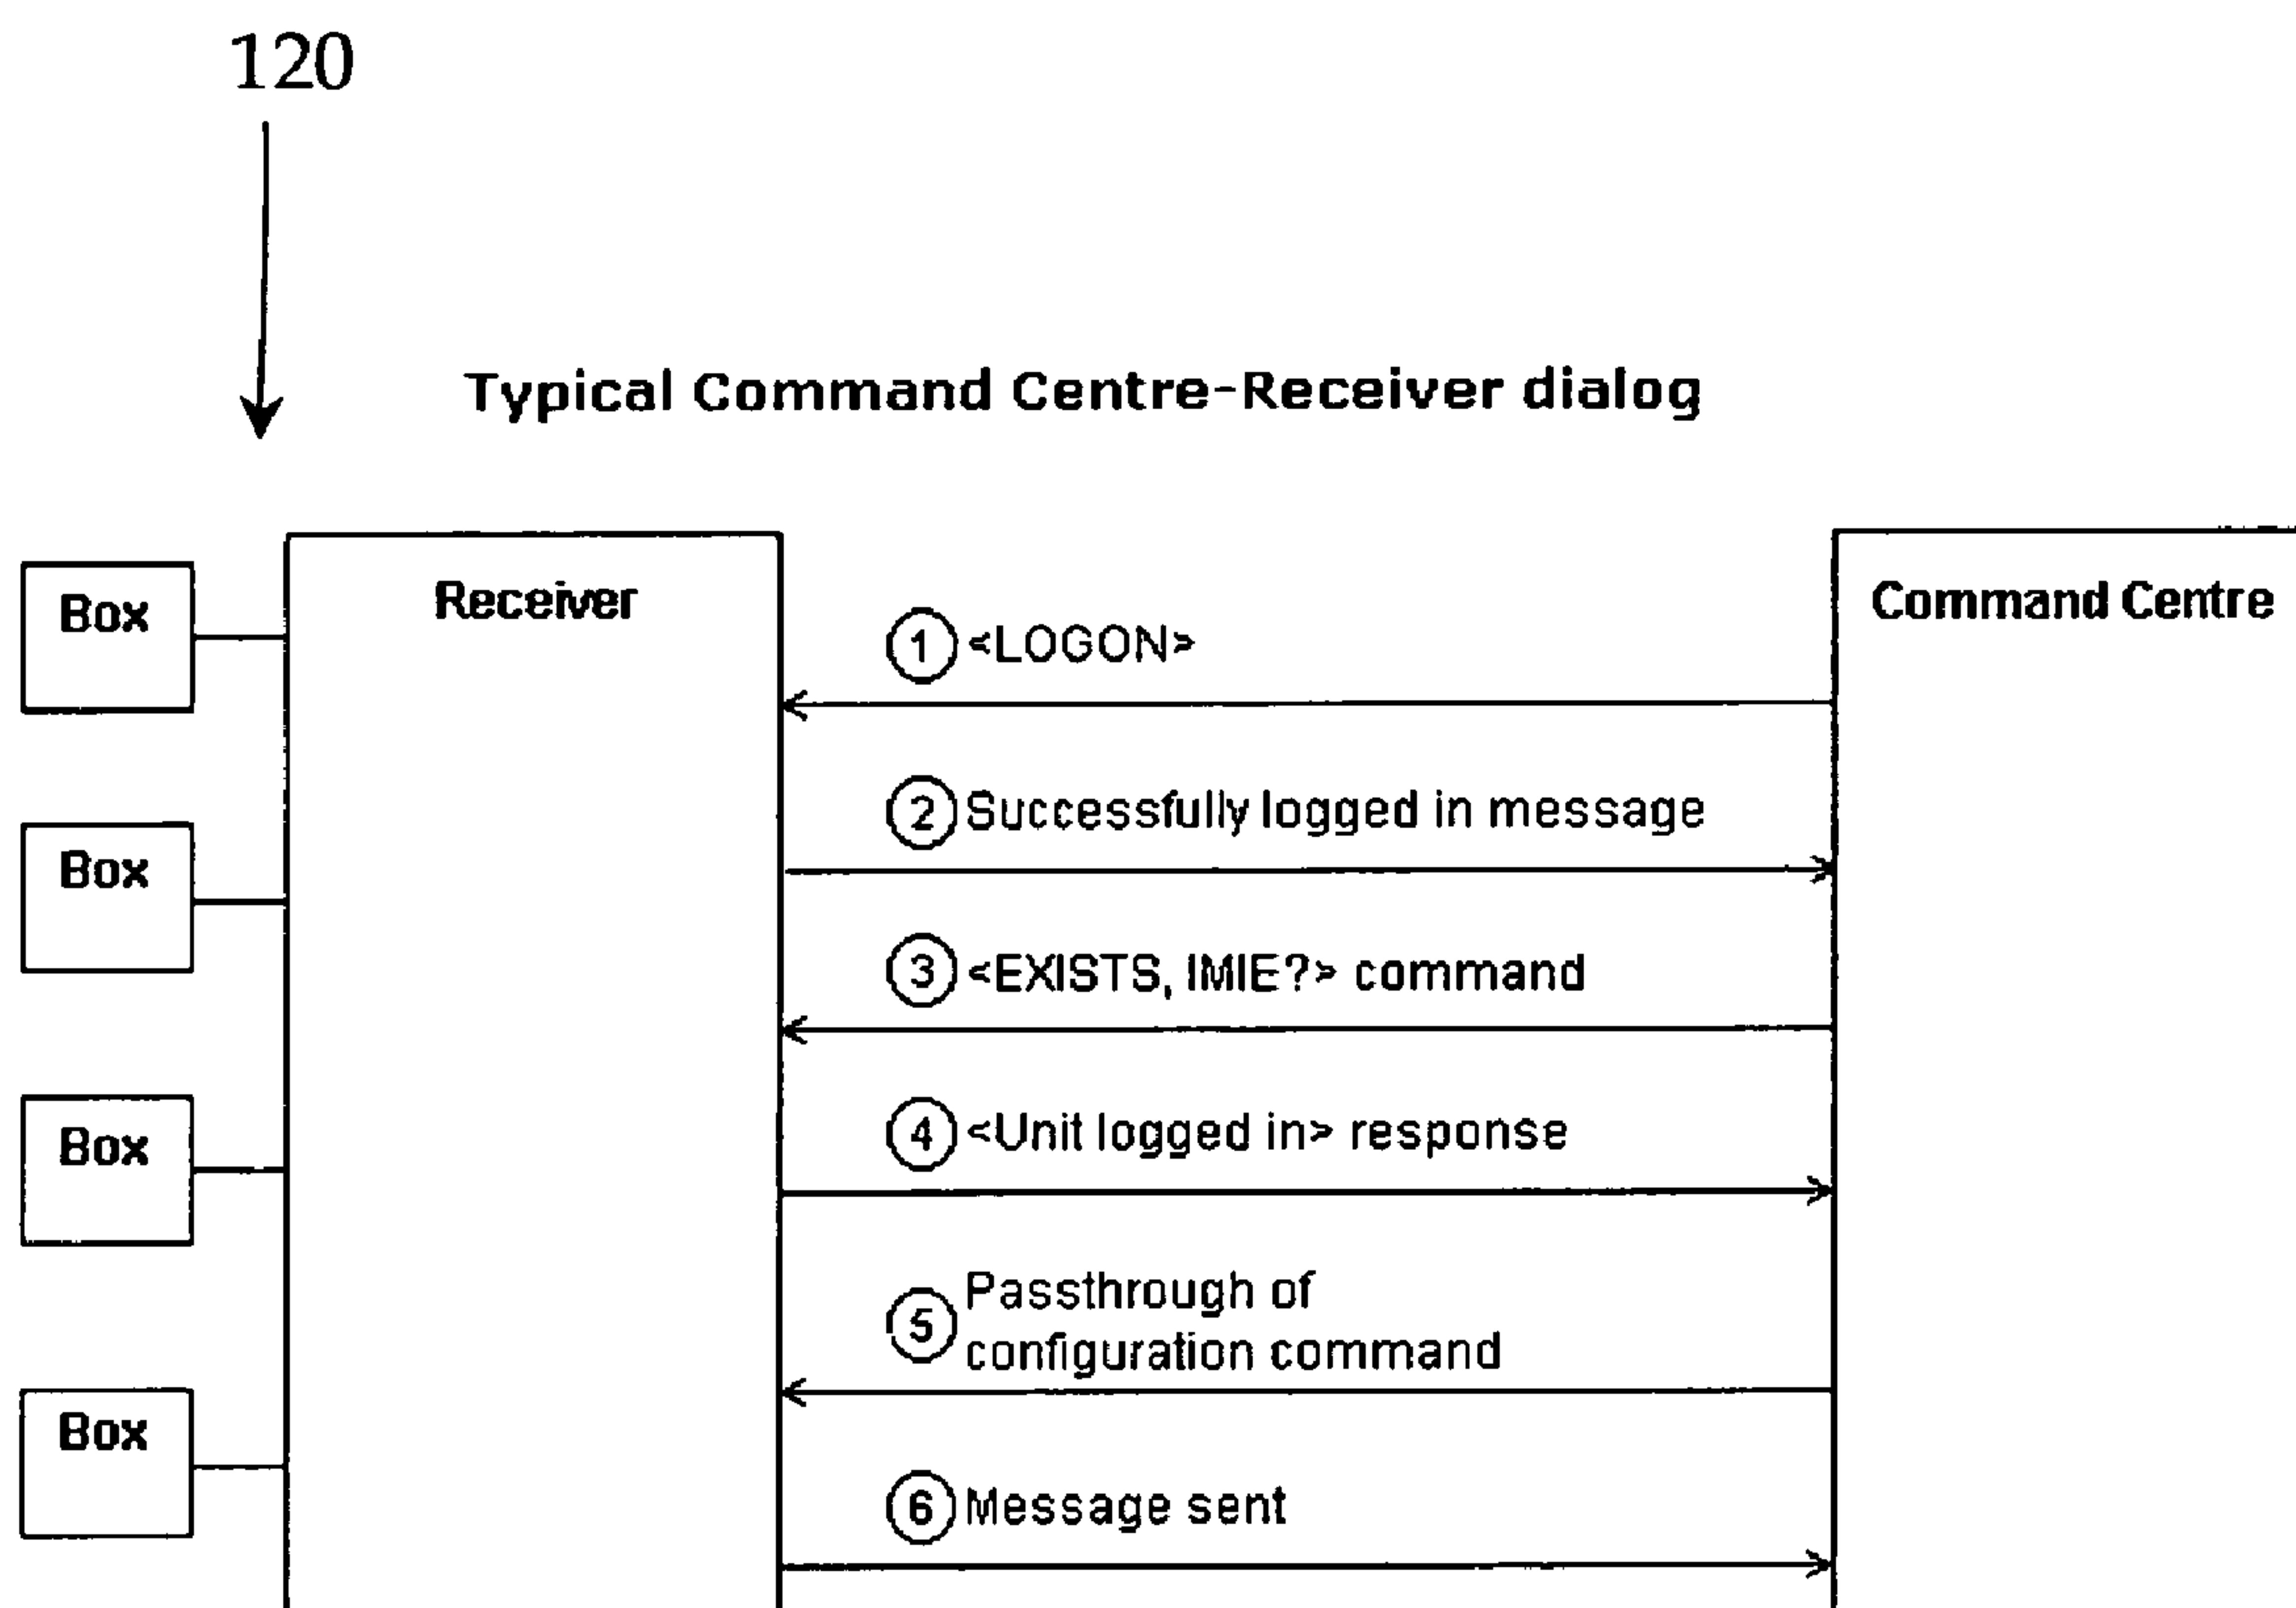 120
Typical Command Centre-Receiver dialog
Box
Receiver
Command Centre
① <LOGON>
② Successfully logged in message
Box
③ <EXISTS, IMIE?> command
④ <Unit logged in> response
Box
⑤ Passthrough of
configuration command
Box
⑥ Message sent